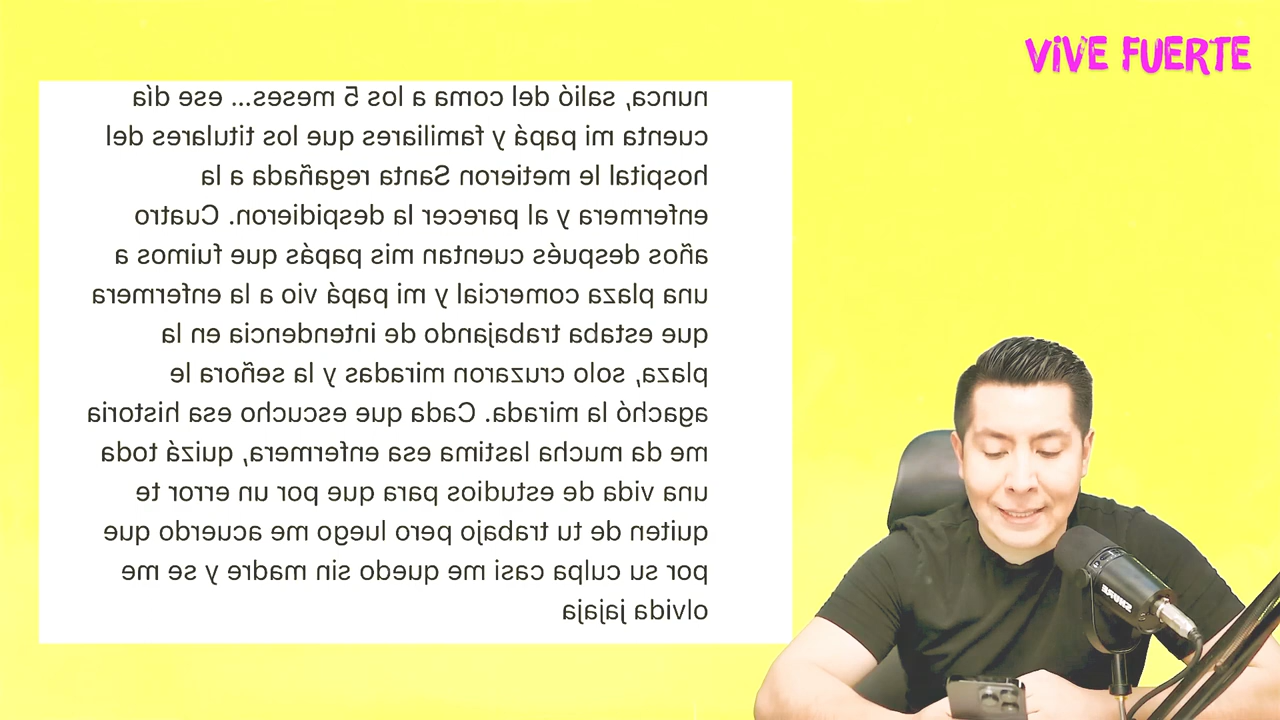 VIVE FUERTE
nunca, salió del coma a los 5 meses... ese día
cuenta mi papá y familiares que los titulares del
hospital le metieron Santa regañada a la
enfermera y al parecer la despidieron. Cuatro
años después cuentan mis papás que fuimos a
una plaza comercial y mi papá vio a la enfermera
que estaba trabajando de intendencia en la
plaza, solo cruzaron miradas y la señora le
agachó la mirada. Cada que escucho esa historia
me da mucha lastima esa enfermera, quizá toda
una vida de estudios para que por un error te
quiten de tu trabajo pero luego me acuerdo que
por su culpa casi me quedo sin madre y se me
olvida jajaja